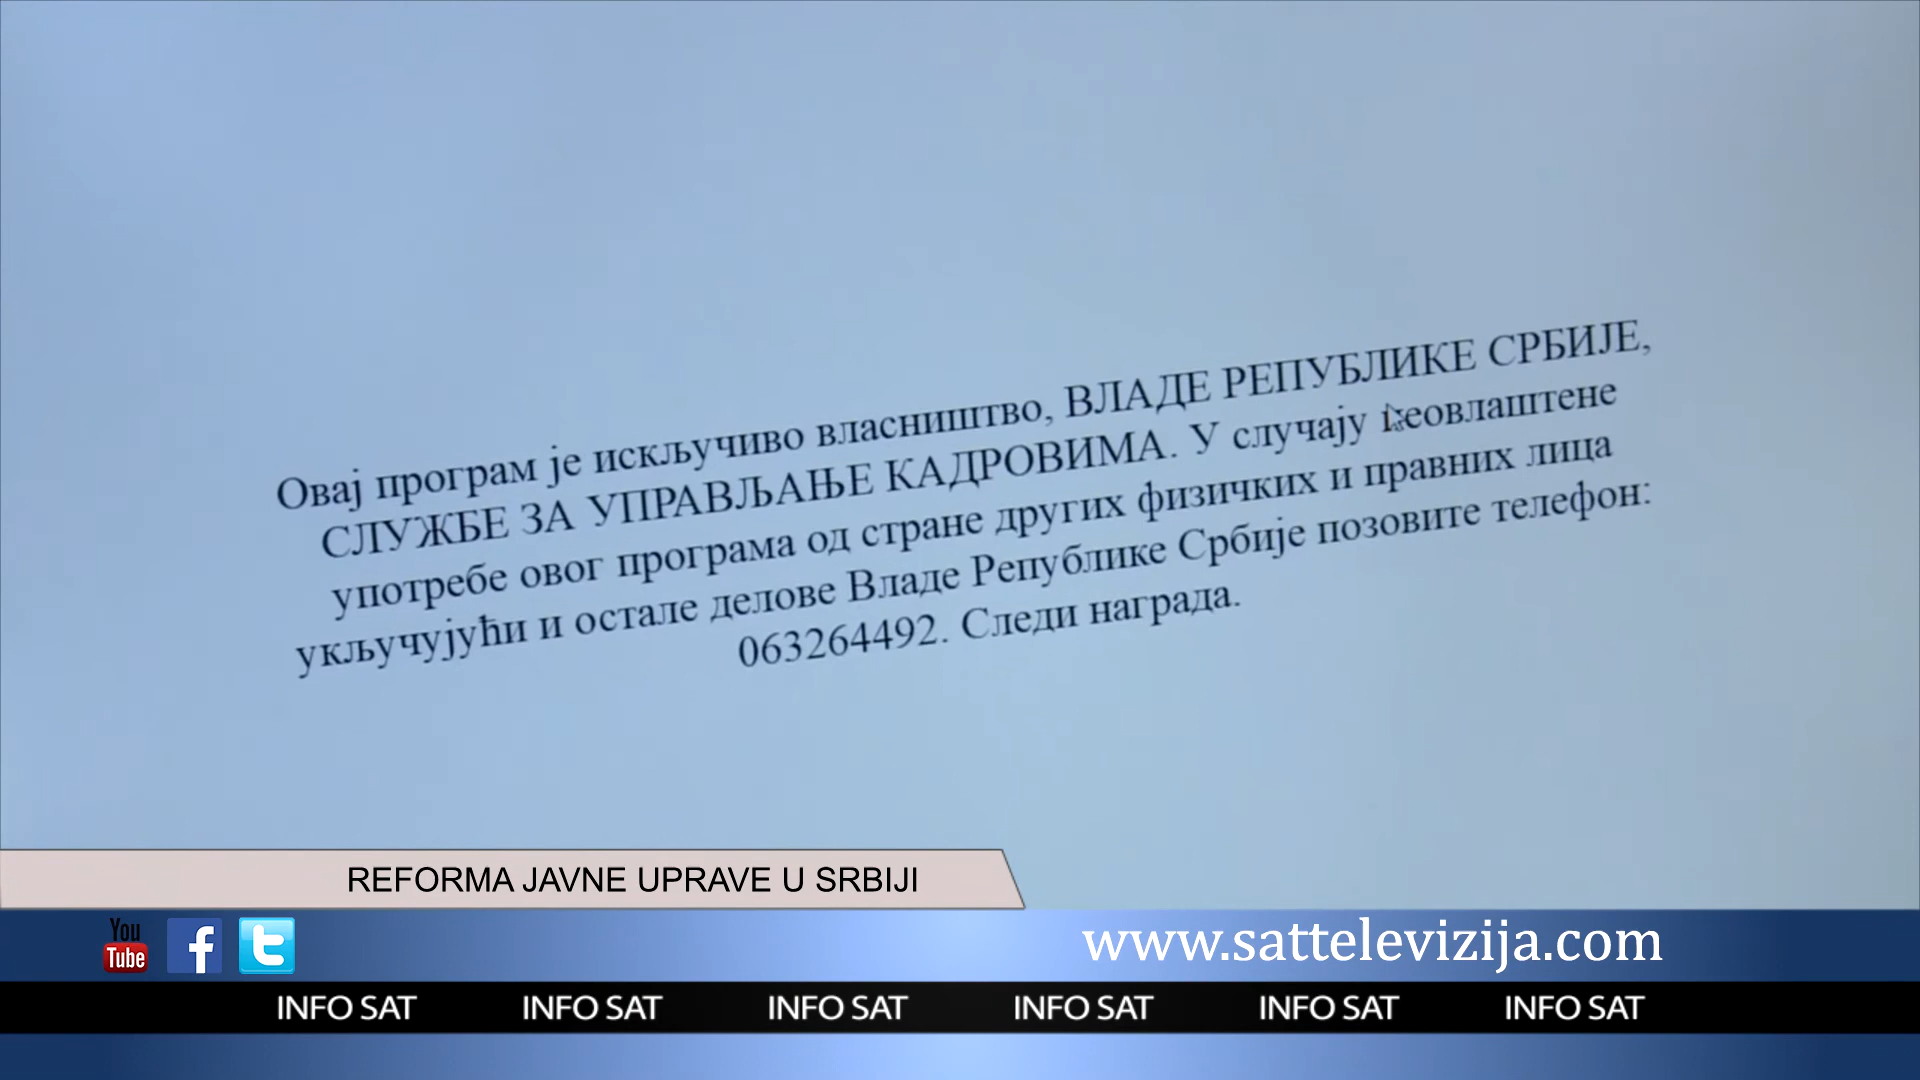 Овај програм је искључиво власништво, ВЛАДЕ РЕПУБЛИКЕ СРБИЈЕ,
СЛУЖБЕ ЗА УПРАВЉАЊЕ КАДРОВИМА. У случају неовлаштене
употребе овог програма од стране других физичких и правних лица
укључујући и остале делове Владе Републике Србије позовите телефон:
063264492. Следи награда.
REFORMA JAVNE UPRAVE U SRBIJI
You Tube f t www.sattelevizija.com
INFO SAT INFO SAT INFO SAT INFO SAT INFO SAT INFO SAT